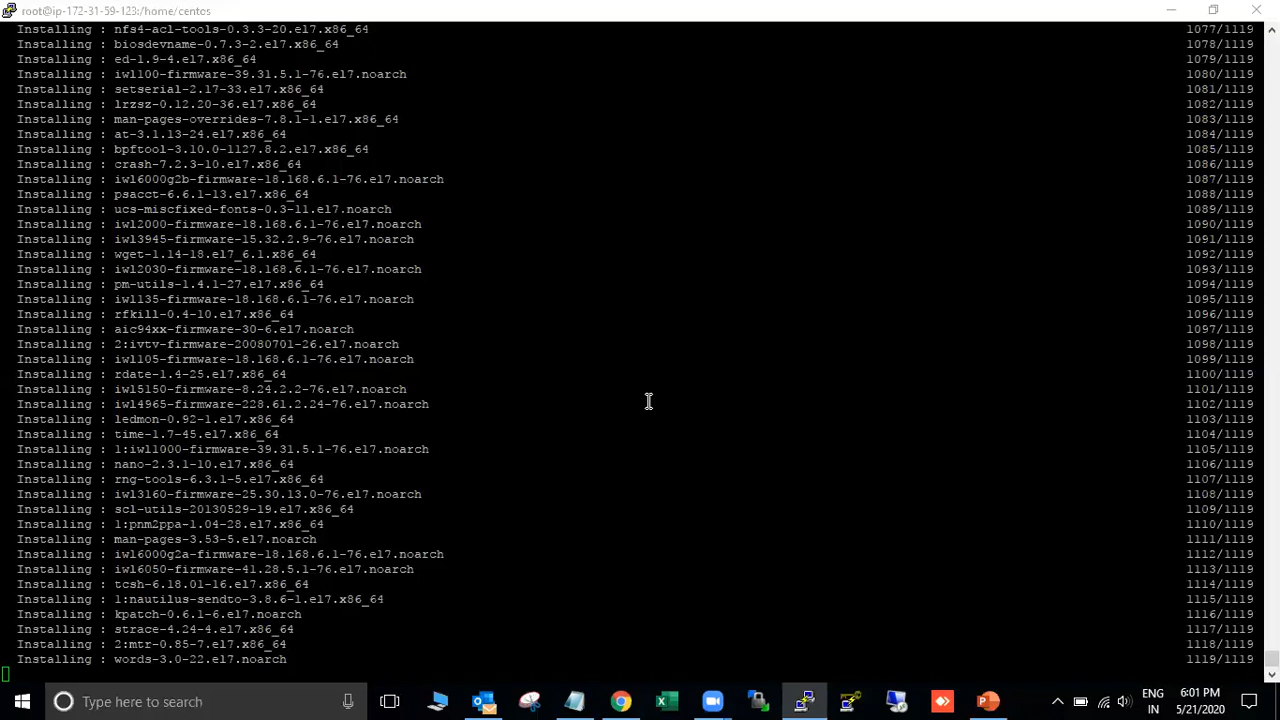 root@ip-172-31-59-123:/home/centos
Installing : nfs4-acl-tools-0.3.3-20.el7.x86_64 1077/1119
Installing : biosdevname-0.7.3-2.el7.x86_64 1078/1119
Installing : ed-1.9-4.el7.x86_64 1079/1119
Installing : iwl100-firmware-39.31.5.1-76.el7.noarch 1080/1119
Installing : setserial-2.17-33.el7.x86_64 1081/1119
Installing : lrzsz-0.12.20-36.el7.x86_64 1082/1119
Installing : man-pages-overrides-7.8.1-1.el7.x86_64 1083/1119
Installing : at-3.1.13-24.el7.x86_64 1084/1119
Installing : bpftool-3.10.0-1127.8.2.el7.x86_64 1085/1119
Installing : crash-7.2.3-10.el7.x86_64 1086/1119
Installing : iwl6000g2b-firmware-18.168.6.1-76.el7.noarch 1087/1119
Installing : psacct-6.6.1-13.el7.x86_64 1088/1119
Installing : ucs-miscfixed-fonts-0.3-11.el7.noarch 1089/1119
Installing : iwl2000-firmware-18.168.6.1-76.el7.noarch 1090/1119
Installing : iwl3945-firmware-15.32.2.9-76.el7.noarch 1091/1119
Installing : wget-1.14-18.el7_6.1.x86_64 1092/1119
Installing : iwl2030-firmware-18.168.6.1-76.el7.noarch 1093/1119
Installing : pm-utils-1.4.1-27.el7.x86_64 1094/1119
Installing : iwl135-firmware-18.168.6.1-76.el7.noarch 1095/1119
Installing : rfkill-0.4-10.el7.x86_64 1096/1119
Installing : aic94xx-firmware-30-6.el7.noarch 1097/1119
Installing : 2:ivtv-firmware-20080701-26.el7.noarch 1098/1119
Installing : iwl105-firmware-18.168.6.1-76.el7.noarch 1099/1119
Installing : rdate-1.4-25.el7.x86_64 1100/1119
Installing : iwl5150-firmware-8.24.2.2-76.el7.noarch 1101/1119
Installing : iwl4965-firmware-228.61.2.24-76.el7.noarch 1102/1119
Installing : ledmon-0.92-1.el7.x86_64 1103/1119
Installing : time-1.7-45.el7.x86_64 1104/1119
Installing : 1:iwl1000-firmware-39.31.5.1-76.el7.noarch 1105/1119
Installing : nano-2.3.1-10.el7.x86_64 1106/1119
Installing : rng-tools-6.3.1-5.el7.x86_64 1107/1119
Installing : iwl3160-firmware-25.30.13.0-76.el7.noarch 1108/1119
Installing : scl-utils-20130529-19.el7.x86_64 1109/1119
Installing : 1:pnm2ppa-1.04-28.el7.x86_64 1110/1119
Installing : man-pages-3.53-5.el7.noarch 1111/1119
Installing : iwl6000g2a-firmware-18.168.6.1-76.el7.noarch 1112/1119
Installing : iwl6050-firmware-41.28.5.1-76.el7.noarch 1113/1119
Installing : tcsh-6.18.01-16.el7.x86_64 1114/1119
Installing : 1:nautilus-sendto-3.8.6-1.el7.x86_64 1115/1119
Installing : kpatch-0.6.1-6.el7.noarch 1116/1119
Installing : strace-4.24-4.el7.x86_64 1117/1119
Installing : 2:mtr-0.85-7.el7.x86_64 1118/1119
Installing : words-3.0-22.el7.noarch 1119/1119
Type here to search
ENG
IN
6:01 PM
5/21/2020